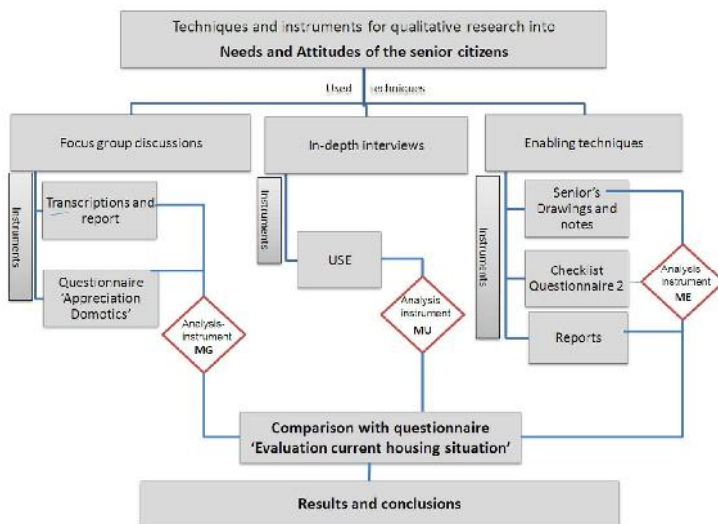 Techniques and instruments for qualitative research into
Needs and Attitudes of the senior citizens
Used techniques
Focus group discussions
In-depth interviews
Enabling techniques
Instruments
Transcriptions and
report
Questionnaire
'Appreciation
Domotics'
Analysis-
instrument
MG
Instruments
USE
Analysis
instrument
MU
Instruments
Senior's
Drawings and
notes
Checklist
Questionnaire 2
Reports
Analysis
instrument
ME
Comparison with questionnaire
'Evaluation current housing situation'
Results and conclusions